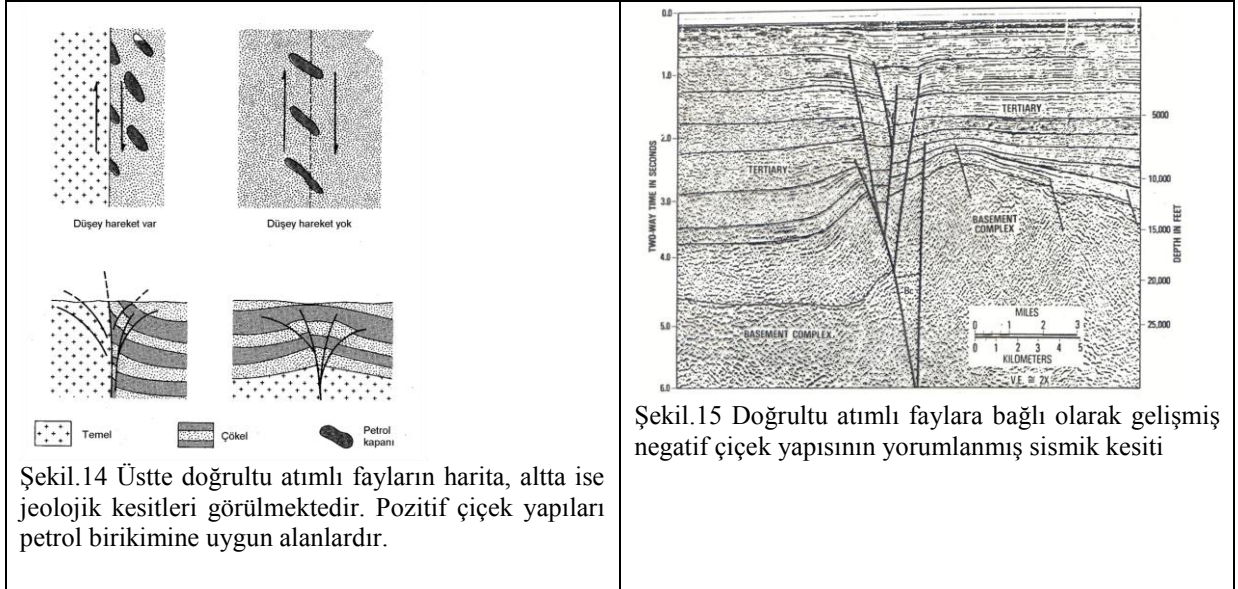 Düşey hareket var
Düşey hareket yok
Temel
Çökel
Petrol
kapanı
Şekil.14 Üstte doğrultu atımlı fayların harita, altta ise
jeolojik kesitleri görülmektedir. Pozitif çiçek yapıları
petrol birikimine uygun alanlardır.
0.0
1.0
2.0
3.0
4.0
5.0
6.0
TWO-WAY TIME IN SECONDS
TERTIARY
TERTIARY
BASEMENT
COMPLEX
BASEMENT COMPLEX
5000
10,000
15,000
20,000
25,000
DEPTH IN FEET
MILES
0 1 2 3
0 1 2 3 4 5
KILOMETERS
V.E. ≅ 2X
Şekil.15 Doğrultu atımlı faylara bağlı olarak gelişmiş
negatif çiçek yapısının yorumlanmış sismik kesiti